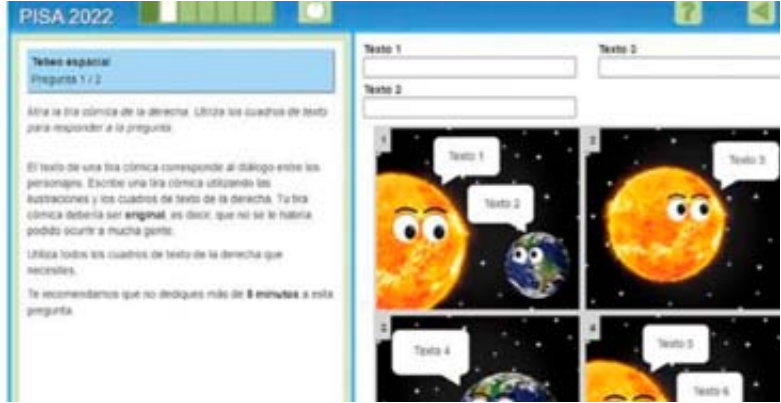 PISA 2022
?
Tebeo espacial
Pregunta 1 / 2
Mira la tira cómica de la derecha. Utiliza los cuadros de texto
para responder a la pregunta.
El texto de una tira cómica corresponde al diálogo entre los
personajes. Escribe una tira cómica utilizando las
ilustraciones y los cuadros de texto de la derecha. Tu tira
cómica debería ser original, es decir, que no se le habría
podido ocurrir a mucha gente.
Utiliza todos los cuadros de texto de la derecha que
necesites.
Te recomendamos que no dediques más de 8 minutos a esta
pregunta.
Texto 1
Texto 2
1
Texto 1
Texto 2
2
Texto 3
3
Texto 4
4
Texto 5
Texto 6